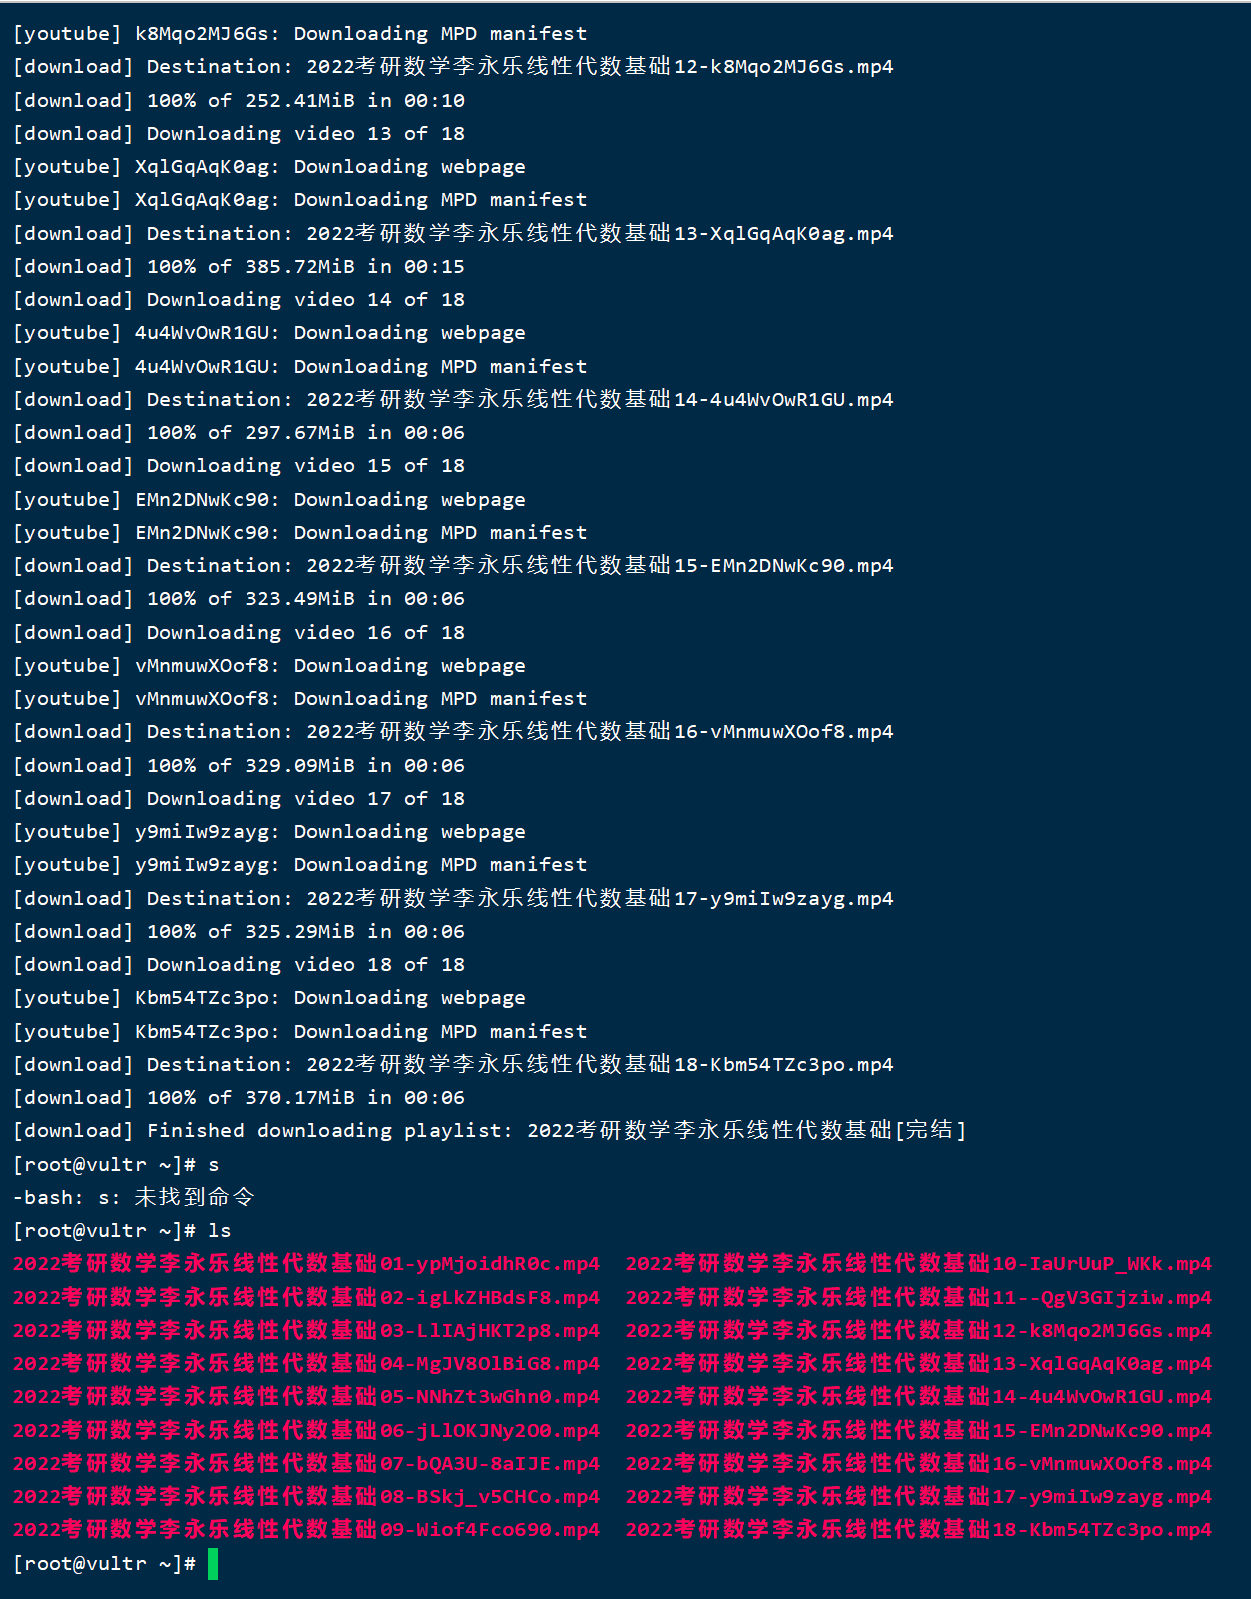 [youtube] k8Mqo2MJ6Gs: Downloading MPD manifest
[download] Destination: 2022考研数学李永乐线性代数基础12-k8Mqo2MJ6Gs.mp4
[download] 100% of 252.41MiB in 00:10
[download] Downloading video 13 of 18
[youtube] XqlGqAqK0ag: Downloading webpage
[youtube] XqlGqAqK0ag: Downloading MPD manifest
[download] Destination: 2022考研数学李永乐线性代数基础13-XqlGqAqK0ag.mp4
[download] 100% of 385.72MiB in 00:15
[download] Downloading video 14 of 18
[youtube] 4u4WvOwR1GU: Downloading webpage
[youtube] 4u4WvOwR1GU: Downloading MPD manifest
[download] Destination: 2022考研数学李永乐线性代数基础14-4u4WvOwR1GU.mp4
[download] 100% of 297.67MiB in 00:06
[download] Downloading video 15 of 18
[youtube] EMn2DNwKc90: Downloading webpage
[youtube] EMn2DNwKc90: Downloading MPD manifest
[download] Destination: 2022考研数学李永乐线性代数基础15-EMn2DNwKc90.mp4
[download] 100% of 323.49MiB in 00:06
[download] Downloading video 16 of 18
[youtube] vMnmuwXOof8: Downloading webpage
[youtube] vMnmuwXOof8: Downloading MPD manifest
[download] Destination: 2022考研数学李永乐线性代数基础16-vMnmuwXOof8.mp4
[download] 100% of 329.09MiB in 00:06
[download] Downloading video 17 of 18
[youtube] y9miIw9zayg: Downloading webpage
[youtube] y9miIw9zayg: Downloading MPD manifest
[download] Destination: 2022考研数学李永乐线性代数基础17-y9miIw9zayg.mp4
[download] 100% of 325.29MiB in 00:06
[download] Downloading video 18 of 18
[youtube] Kbm54TZc3po: Downloading webpage
[youtube] Kbm54TZc3po: Downloading MPD manifest
[download] Destination: 2022考研数学李永乐线性代数基础18-Kbm54TZc3po.mp4
[download] 100% of 370.17MiB in 00:06
[download] Finished downloading playlist: 2022考研数学李永乐线性代数基础[完结]
[root@vultr ~]# s
-bash: s: 未找到命令
[root@vultr ~]# ls
2022考研数学李永乐线性代数基础01-ypMjoidhR0c.mp4  2022考研数学李永乐线性代数基础10-IaUrUuP_WKk.mp4
2022考研数学李永乐线性代数基础02-igLkZHBdsF8.mp4  2022考研数学李永乐线性代数基础11--QgV3GIjziw.mp4
2022考研数学李永乐线性代数基础03-LlIAjHKT2p8.mp4  2022考研数学李永乐线性代数基础12-k8Mqo2MJ6Gs.mp4
2022考研数学李永乐线性代数基础04-MgJV8OlBiG8.mp4  2022考研数学李永乐线性代数基础13-XqlGqAqK0ag.mp4
2022考研数学李永乐线性代数基础05-NNhZt3wGhn0.mp4  2022考研数学李永乐线性代数基础14-4u4WvOwR1GU.mp4
2022考研数学李永乐线性代数基础06-jLlOKJNy2O0.mp4  2022考研数学李永乐线性代数基础15-EMn2DNwKc90.mp4
2022考研数学李永乐线性代数基础07-bQA3U-8aIJE.mp4  2022考研数学李永乐线性代数基础16-vMnmuwXOof8.mp4
2022考研数学李永乐线性代数基础08-BSkj_v5CHCo.mp4  2022考研数学李永乐线性代数基础17-y9miIw9zayg.mp4
2022考研数学李永乐线性代数基础09-Wiof4Fco690.mp4  2022考研数学李永乐线性代数基础18-Kbm54TZc3po.mp4
[root@vultr ~]#